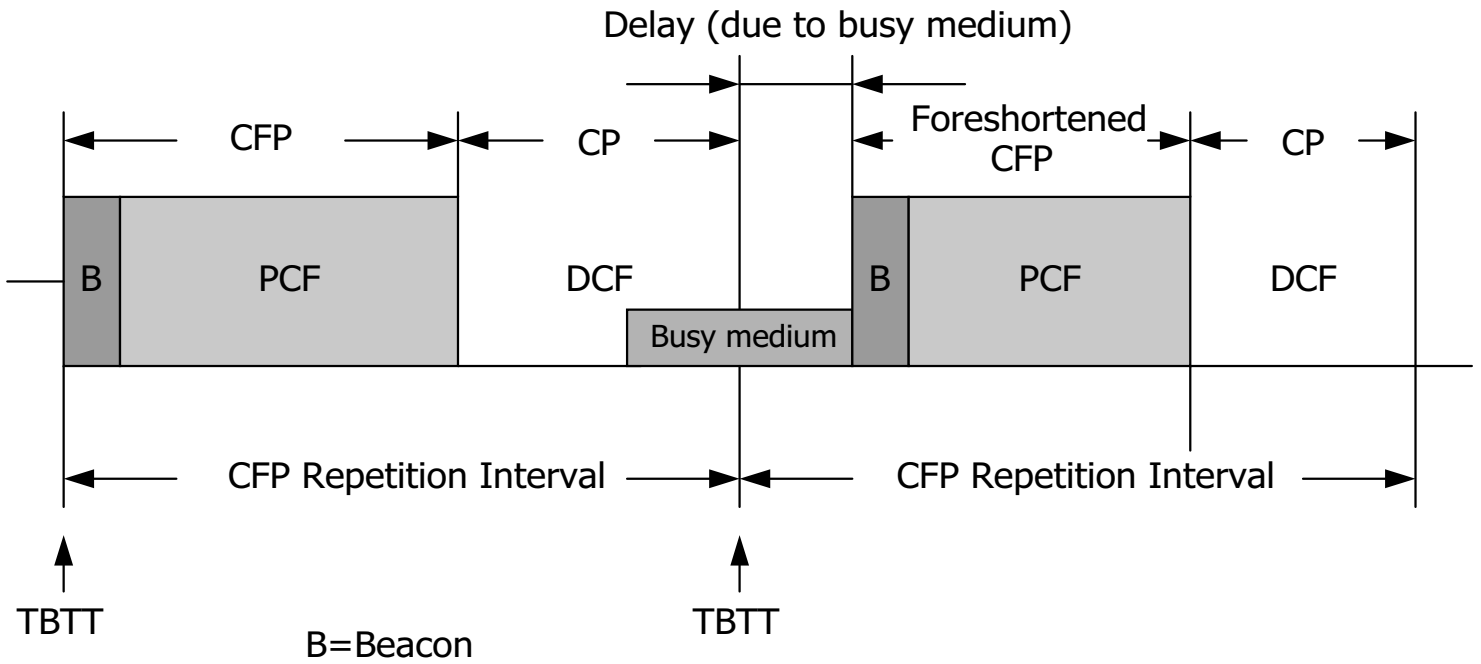 Delay (due to busy medium)
CFP
CP
Foreshortened
CFP
CP
B
PCF
DCF
B
PCF
DCF
Busy medium
CFP Repetition Interval
CFP Repetition Interval
TBTT
TBTT
B=Beacon